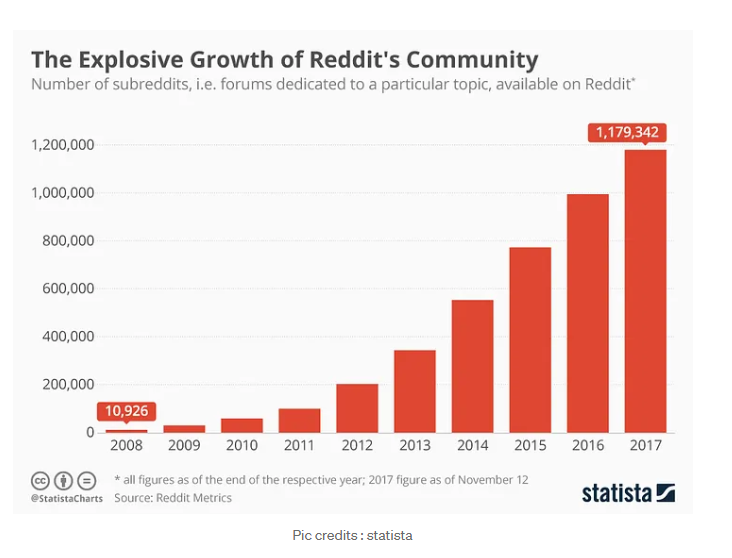 The Explosive Growth of Reddit's Community
Number of subreddits, i.e. forums dedicated to a particular topic, available on Reddit*
1,179,342
1,200,000
1,000,000
800,000
600,000
400,000
200,000
10,926
0
2008 2009 2010 2011 2012 2013 2014 2015 2016 2017
cc
@StatistaCharts
* all figures as of the end of the respective year; 2017 figure as of November 12
Source: Reddit Metrics
statista
Pic credits : statista